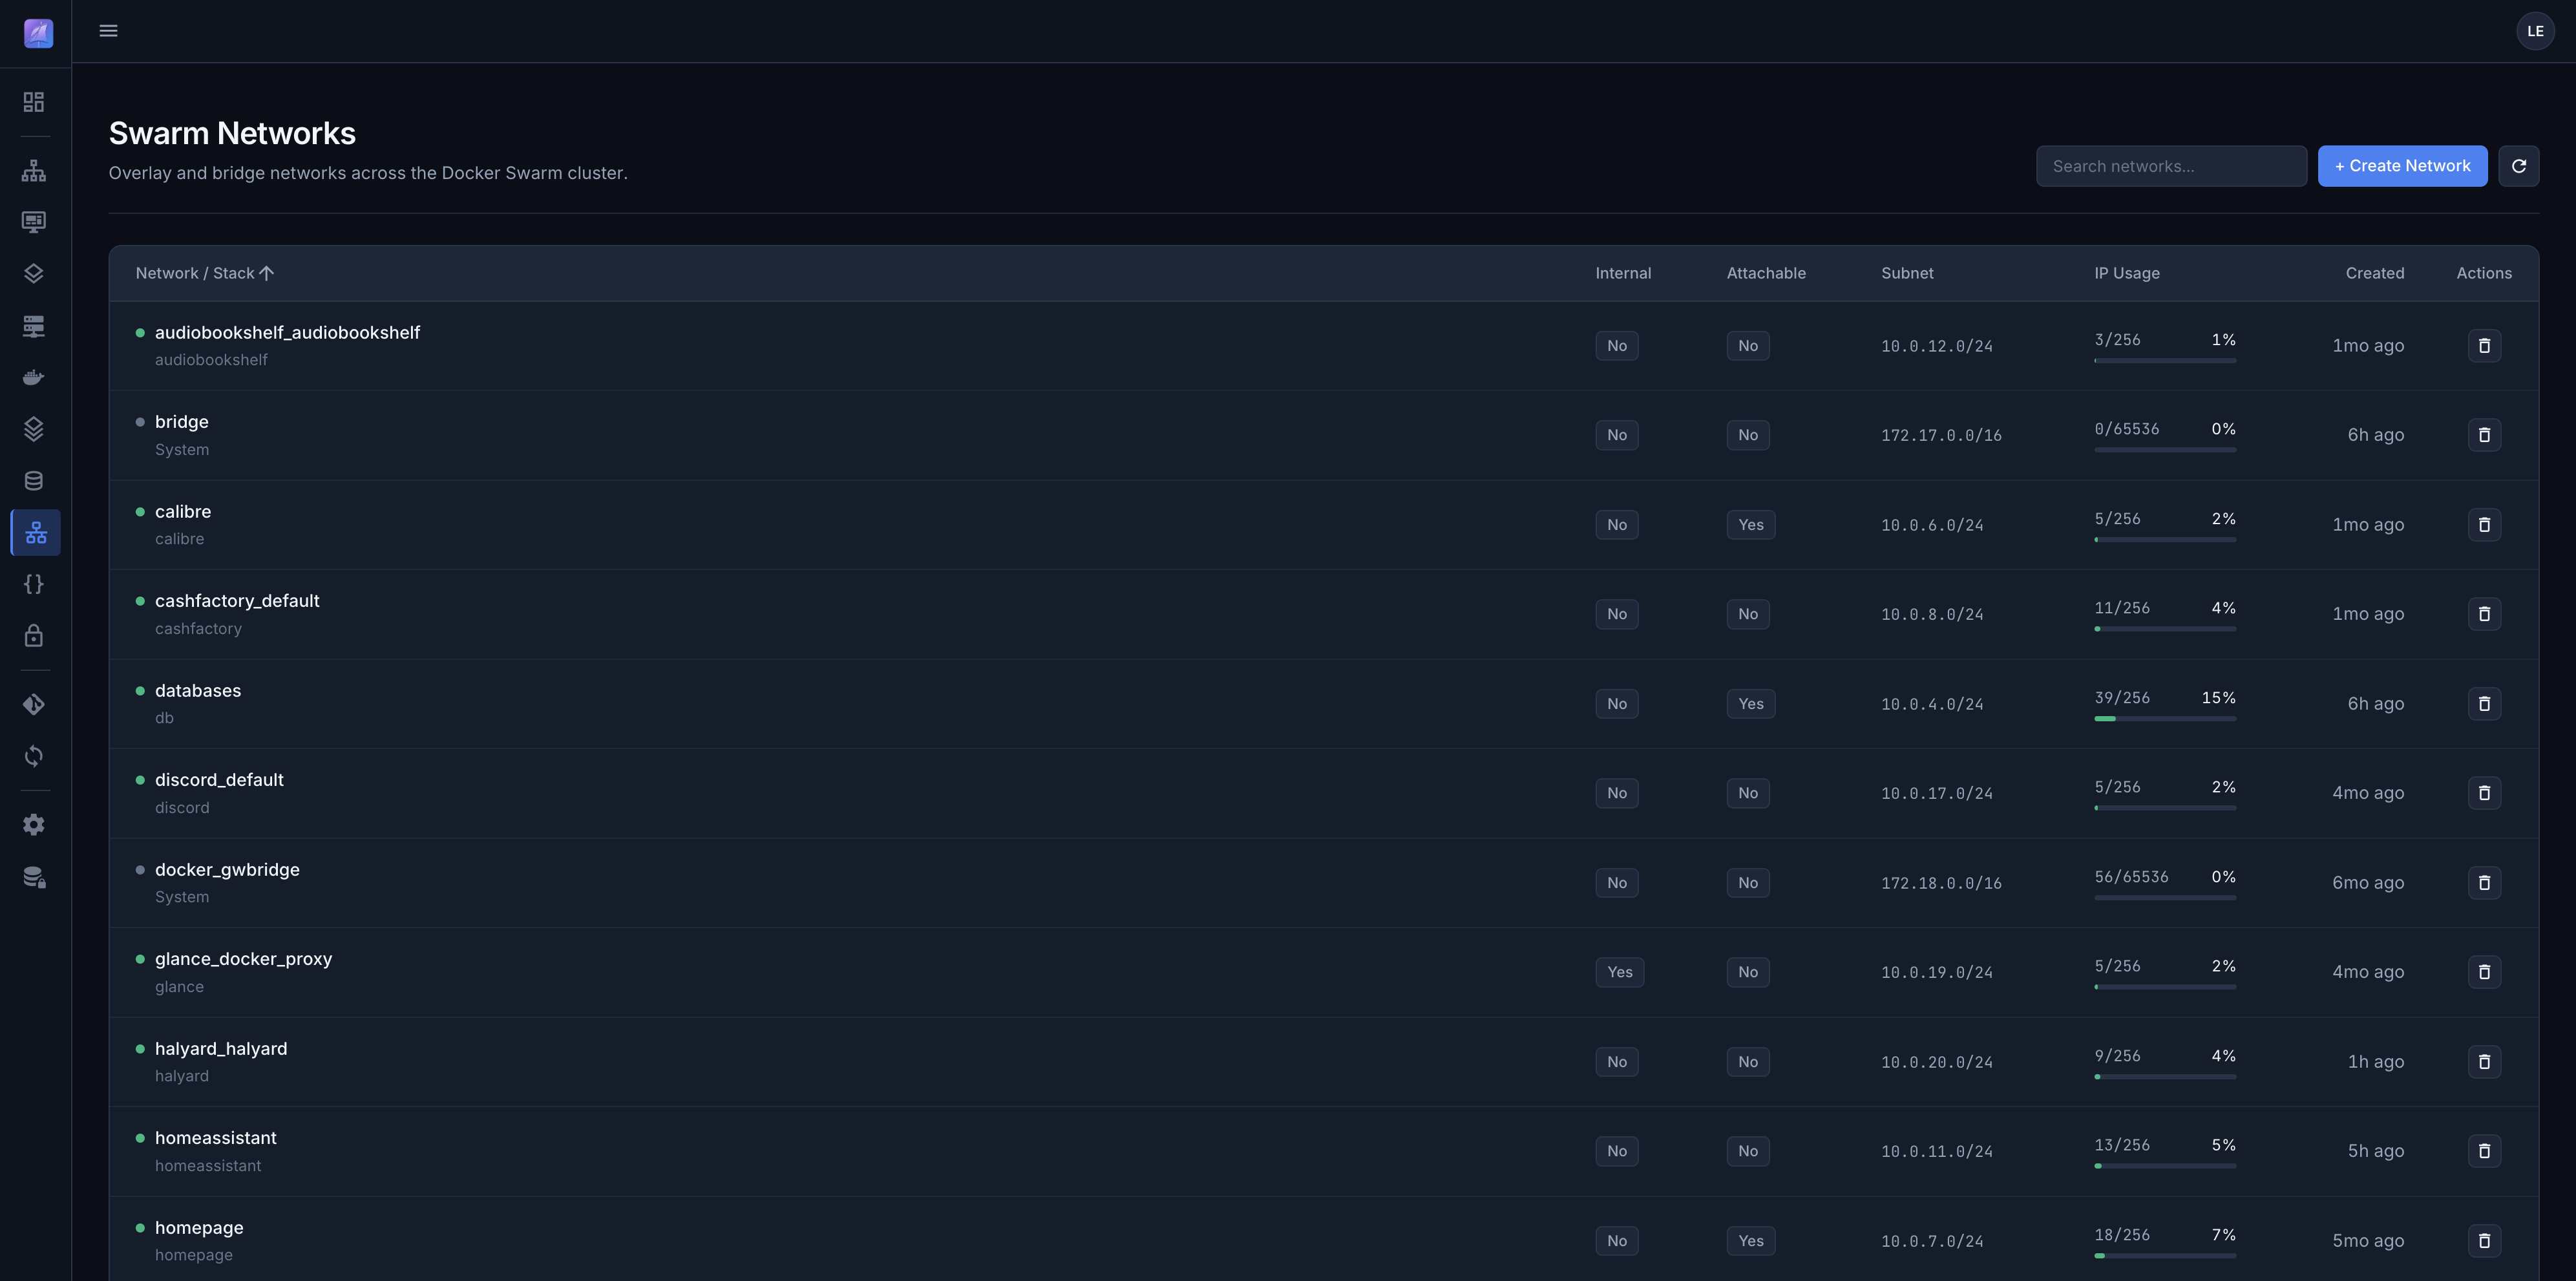 LE
Swarm Networks
Overlay and bridge networks across the Docker Swarm cluster.
Search networks...
+ Create Network
Network / Stack Internal Attachable Subnet IP Usage Created Actions
audiobookshelf_audiobookshelf
audiobookshelf
No No 10.0.12.0/24 3/256 1% 1mo ago
bridge
System
No No 172.17.0.0/16 0/65536 0% 6h ago
calibre
calibre
No Yes 10.0.6.0/24 5/256 2% 1mo ago
cashfactory_default
cashfactory
No No 10.0.8.0/24 11/256 4% 1mo ago
databases
db
No Yes 10.0.4.0/24 39/256 15% 6h ago
discord_default
discord
No No 10.0.17.0/24 5/256 2% 4mo ago
docker_gwbridge
System
No No 172.18.0.0/16 56/65536 0% 6mo ago
glance_docker_proxy
glance
Yes No 10.0.19.0/24 5/256 2% 4mo ago
halyard_halyard
halyard
No No 10.0.20.0/24 9/256 4% 1h ago
homeassistant
homeassistant
No No 10.0.11.0/24 13/256 5% 5h ago
homepage
homepage
No Yes 10.0.7.0/24 18/256 7% 5mo ago